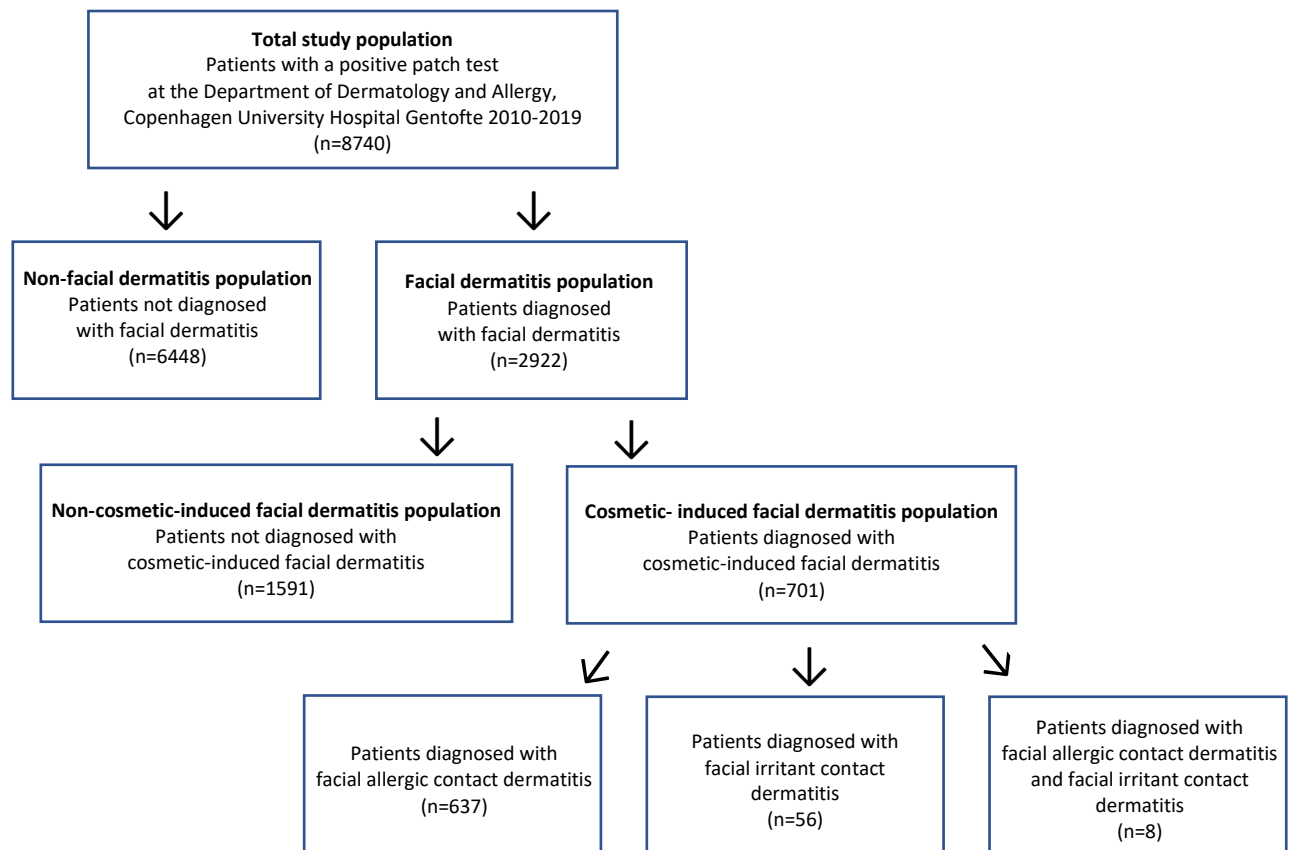 Total study population
Patients with a positive patch test
at the Department of Dermatology and Allergy,
Copenhagen University Hospital Gentofte 2010-2019
(n=8740)
Non-facial dermatitis population
Patients not diagnosed
with facial dermatitis
(n=6448)
Facial dermatitis population
Patients diagnosed
with facial dermatitis
(n=2922)
Non-cosmetic-induced facial dermatitis population
Patients not diagnosed with
cosmetic-induced facial dermatitis
(n=1591)
Cosmetic- induced facial dermatitis population
Patients diagnosed with
cosmetic-induced facial dermatitis
(n=701)
Patients diagnosed with
facial allergic contact dermatitis
(n=637)
Patients diagnosed with
facial irritant contact
dermatitis
(n=56)
Patients diagnosed with
facial allergic contact dermatitis
and facial irritant contact
dermatitis
(n=8)